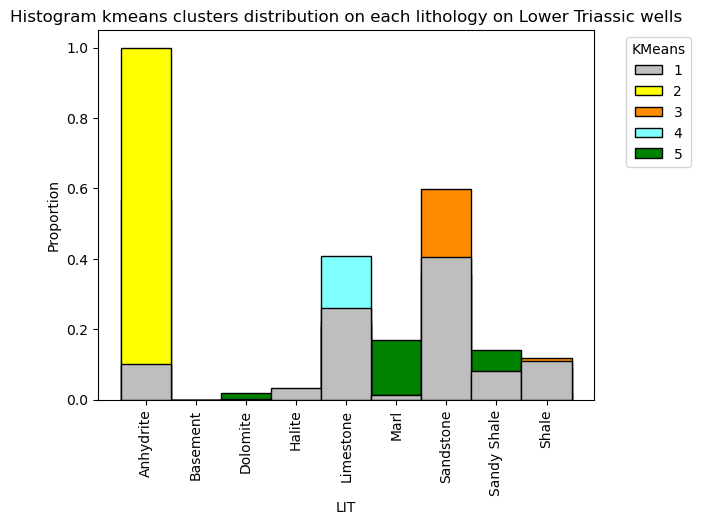 Histogram kmeans clusters distribution on each lithology on Lower Triassic wells
KMeans
1
2
3
4
5
Proportion
1.0
0.8
0.6
0.4
0.2
0.0
Anhydrite
Basement
Dolomite
Halite
Limestone
Marl
Sandstone
Sandy Shale
Shale
LIT